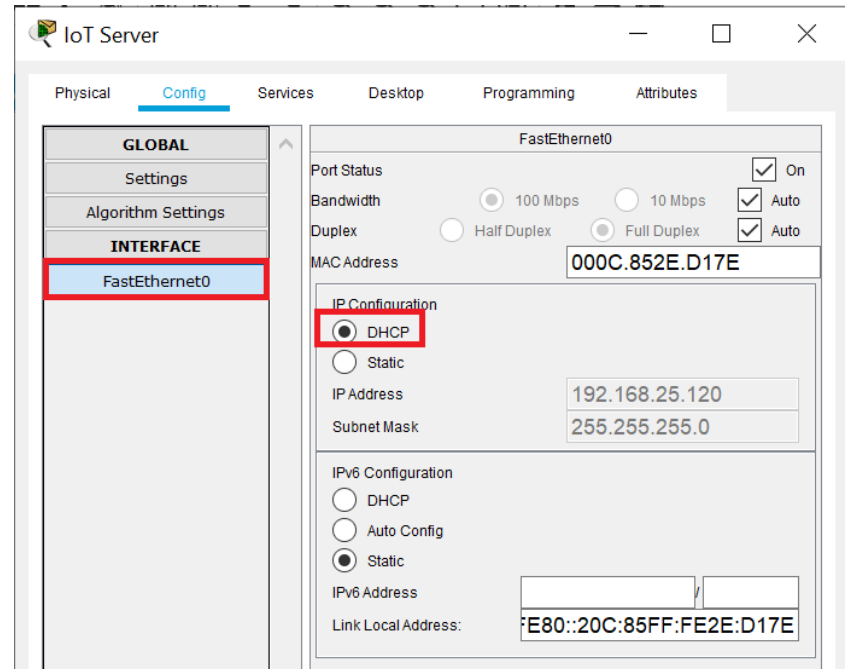 IoT Server
Physical Config Services Desktop Programming Attributes
GLOBAL
Settings
Algorithm Settings
INTERFACE
FastEthernet0
FastEthernet0
Port Status On
Bandwidth 100 Mbps 10 Mbps Auto
Duplex Half Duplex Full Duplex Auto
MAC Address 000C.852E.D17E
IP Configuration
DHCP
Static
IP Address 192.168.25.120
Subnet Mask 255.255.255.0
IPv6 Configuration
DHCP
Auto Config
Static
IPv6 Address /
Link Local Address: FE80::20C:85FF:FE2E:D17E